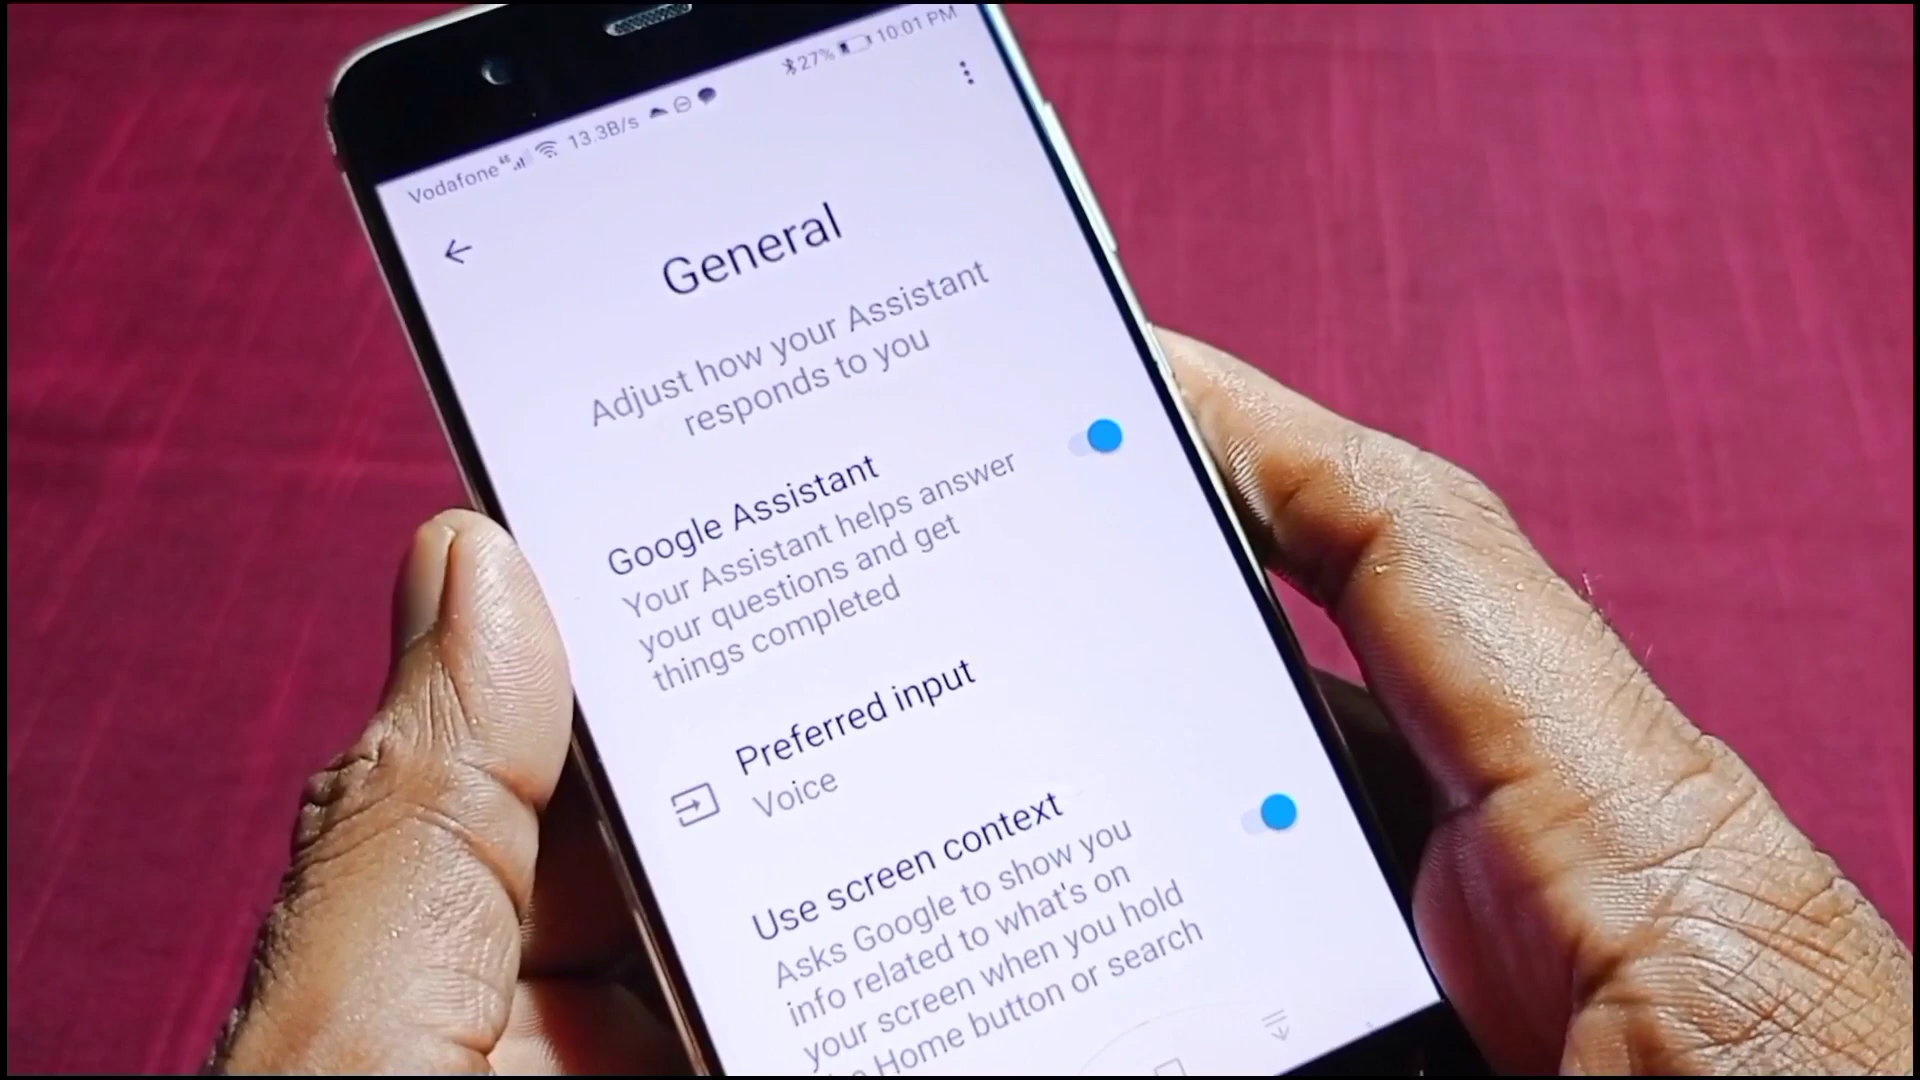 Vodafone 13.3B/s 27% 10:01 PM
General
Adjust how your Assistant
responds to you
Google Assistant
Your Assistant helps answer
your questions and get
things completed
Preferred input
Voice
Use screen context
Asks Google to show you
info related to what's on
your screen when you hold
Home button or search